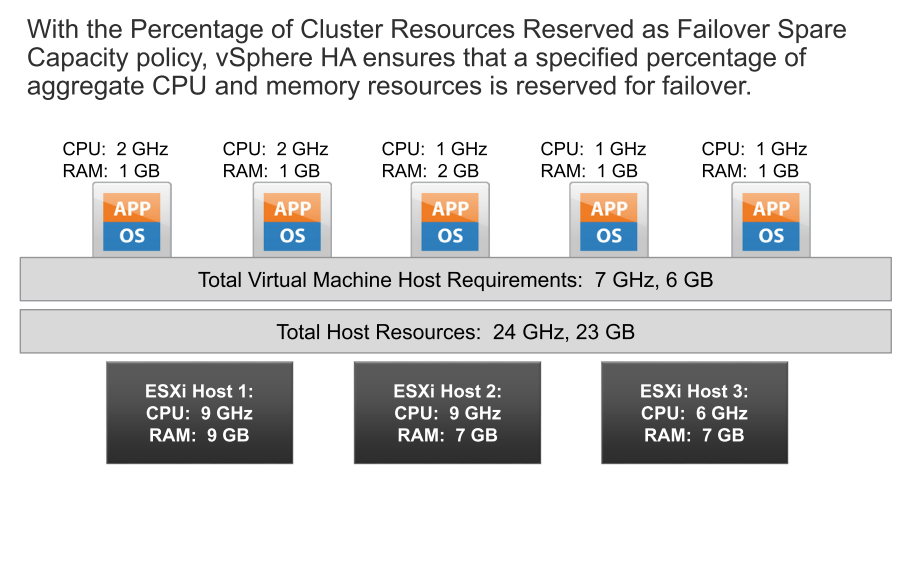 With the Percentage of Cluster Resources Reserved as Failover Spare
Capacity policy, vSphere HA ensures that a specified percentage of
aggregate CPU and memory resources is reserved for failover.
CPU:  2 GHz
RAM:  1 GB
APP
OS
CPU:  2 GHz
RAM:  1 GB
APP
OS
CPU:  1 GHz
RAM:  2 GB
APP
OS
CPU:  1 GHz
RAM:  1 GB
APP
OS
CPU:  1 GHz
RAM:  1 GB
APP
OS
Total Virtual Machine Host Requirements:  7 GHz, 6 GB
Total Host Resources:  24 GHz, 23 GB
ESXi Host 1:
CPU:  9 GHz
RAM:  9 GB
ESXi Host 2:
CPU:  9 GHz
RAM:  7 GB
ESXi Host 3:
CPU:  6 GHz
RAM:  7 GB